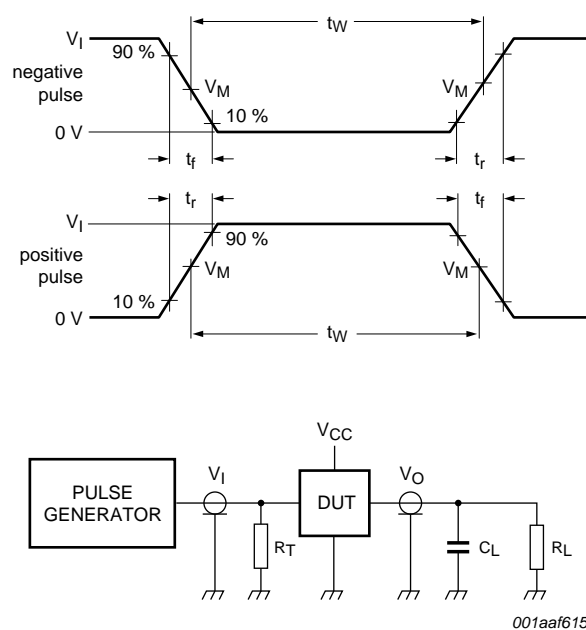 tW
VI
90 %
negative
pulse
VM
VM
10 %
0 V
tf
tr
tr
tf
VI
90 %
positive
pulse
VM
VM
10 %
0 V
tW
VCC
VI
VO
PULSE
GENERATOR
DUT
RT
CL
RL
001aaf615